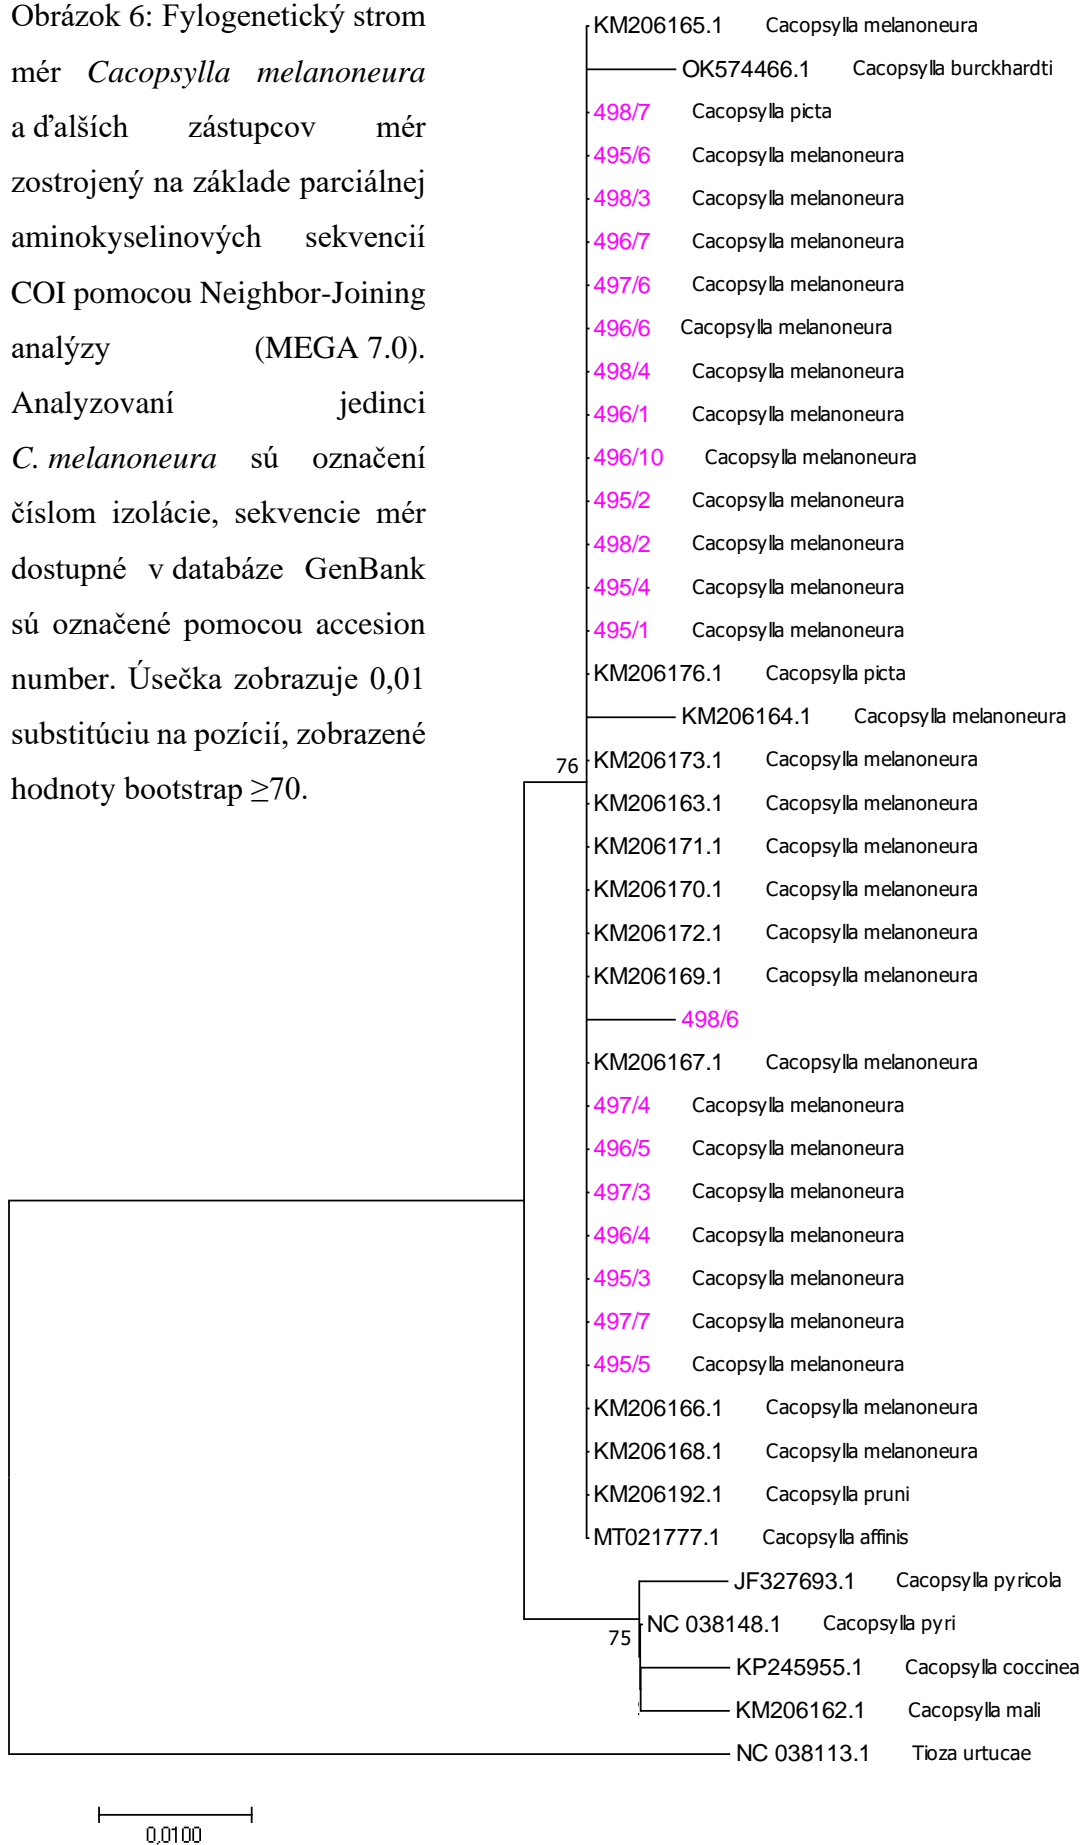 Obrázok 6: Fylogenetický strom
mér Cacopsylla melanoneura
a ďalších zástupcov mér
zostrojený na základe parciálnej
aminokyselinových sekvencií
COI pomocou Neighbor-Joining
analýzy (MEGA 7.0).
Analyzovaní jedinci
C. melanoneura sú označení
číslom izolácie, sekvencie mér
dostupné v databáze GenBank
sú označené pomocou accesion
number. Úsečka zobrazuje 0,01
substitúciu na pozícií, zobrazené
hodnoty bootstrap ≥70.
KM206165.1 Cacopsylla melanoneura
OK574466.1 Cacopsylla burckhardti
498/7 Cacopsylla picta
495/6 Cacopsylla melanoneura
498/3 Cacopsylla melanoneura
496/7 Cacopsylla melanoneura
497/6 Cacopsylla melanoneura
496/6 Cacopsylla melanoneura
498/4 Cacopsylla melanoneura
496/1 Cacopsylla melanoneura
496/10 Cacopsylla melanoneura
495/2 Cacopsylla melanoneura
498/2 Cacopsylla melanoneura
495/4 Cacopsylla melanoneura
495/1 Cacopsylla melanoneura
KM206176.1 Cacopsylla picta
KM206164.1 Cacopsylla melanoneura
76 KM206173.1 Cacopsylla melanoneura
KM206163.1 Cacopsylla melanoneura
KM206171.1 Cacopsylla melanoneura
KM206170.1 Cacopsylla melanoneura
KM206172.1 Cacopsylla melanoneura
KM206169.1 Cacopsylla melanoneura
498/6
KM206167.1 Cacopsylla melanoneura
497/4 Cacopsylla melanoneura
496/5 Cacopsylla melanoneura
497/3 Cacopsylla melanoneura
496/4 Cacopsylla melanoneura
495/3 Cacopsylla melanoneura
497/7 Cacopsylla melanoneura
495/5 Cacopsylla melanoneura
KM206166.1 Cacopsylla melanoneura
KM206168.1 Cacopsylla melanoneura
KM206192.1 Cacopsylla pruni
MT021777.1 Cacopsylla affinis
JF327693.1 Cacopsylla pyricola
NC 038148.1 Cacopsylla pyri
75
KP245955.1 Cacopsylla coccinea
KM206162.1 Cacopsylla mali
NC 038113.1 Tioza urtucae
0,0100